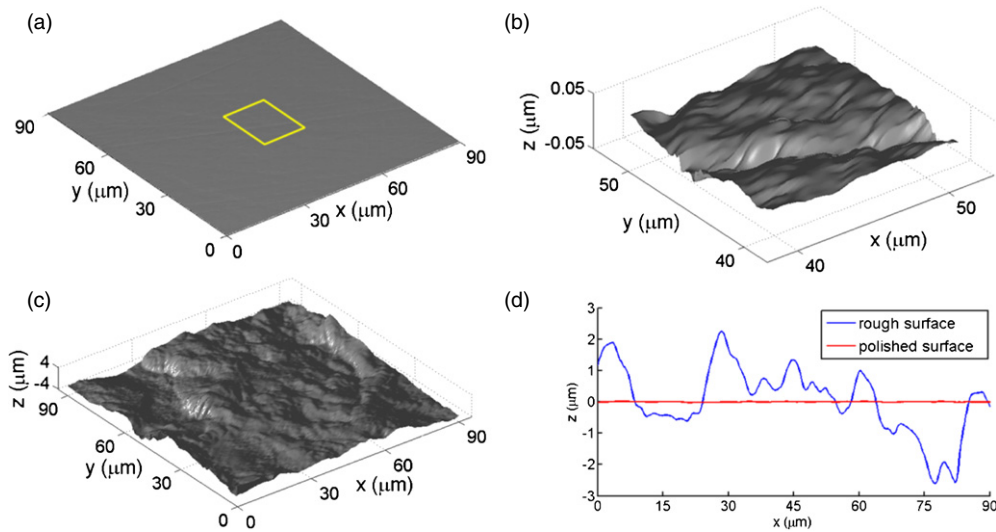 (a)
90
60
y (μm)
30
0
0
30
x (μm)
60
90
(b)
0.05
z (μm)
-0.05
50
y (μm)
40
40
x (μm)
50
(c)
4
z (μm)
-4
90
60
y (μm)
30
0
0
30
x (μm)
60
90
(d)
3
2
1
0
-1
-2
-3
z (μm)
0
15
30
45
60
75
90
x (μm)
rough surface
polished surface